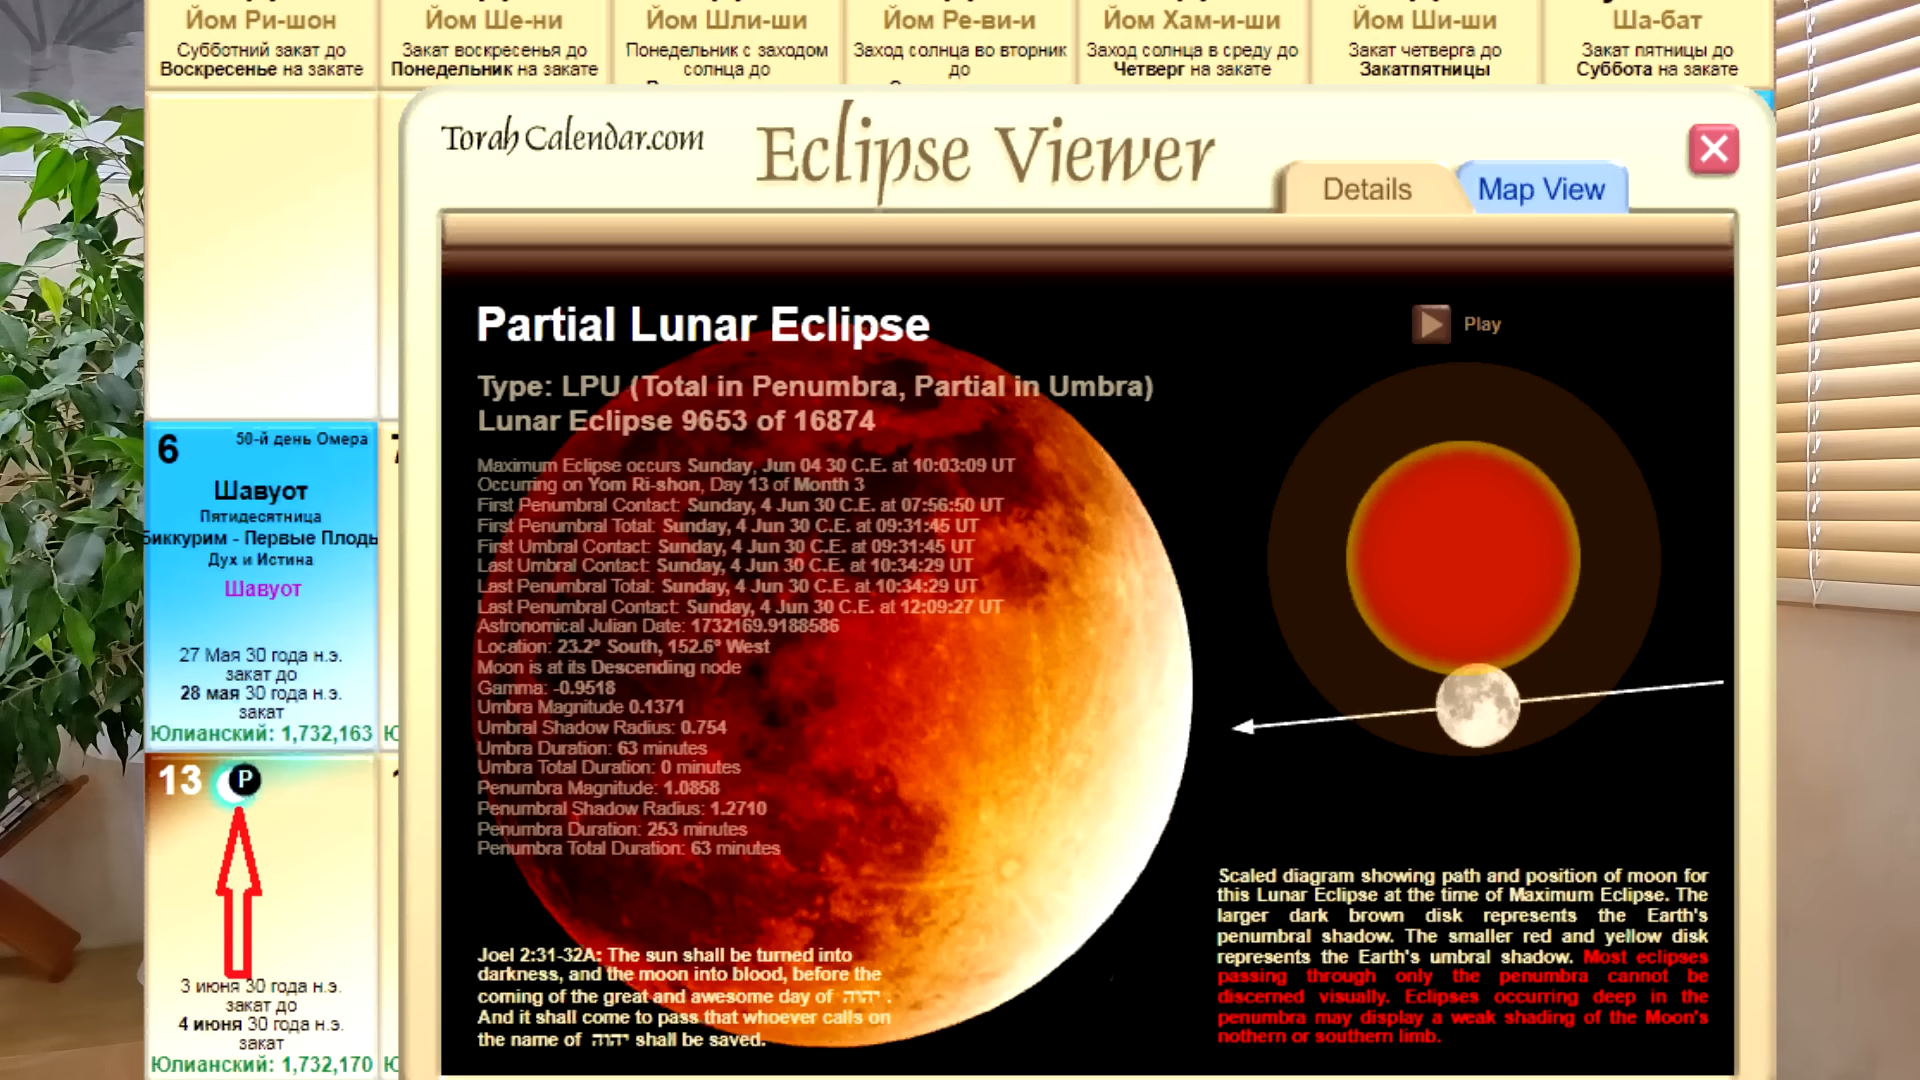 Йом Ри-шон
Йом Ше-ни
Йом Шли-ши
Йом Ре-ви-и
Йом Хам-и-ши
Йом Ши-ши
Ша-бат
Субботний закат до
Воскресенье на закате
Закат воскресенья до
Понедельник на закате
Понедельник с заходом
солнца до
Заход солнца во вторник
до
Заход солнца в среду до
Четверг на закате
Закат четверга до
Закатпятницы
Закат пятницы до
Суббота на закате
Torah Calendar.com
Eclipse Viewer
Details
Map View
Partial Lunar Eclipse
Type: LPU (Total in Penumbra, Partial in Umbra)
Lunar Eclipse 9653 of 16874
Maximum Eclipse occurs Sunday, Jun 04 30 C.E. at 10:03:09 UT
Occurring on Yom Ri-shon, Day 13 of Month 3
First Penumbral Contact: Sunday, 4 Jun 30 C.E. at 07:56:50 UT
First Penumbral Total: Sunday, 4 Jun 30 C.E. at 09:31:45 UT
First Umbral Contact: Sunday, 4 Jun 30 C.E. at 09:31:45 UT
Last Umbral Contact: Sunday, 4 Jun 30 C.E. at 10:34:29 UT
Last Penumbral Total: Sunday, 4 Jun 30 C.E. at 10:34:29 UT
Last Penumbral Contact: Sunday, 4 Jun 30 C.E. at 12:09:27 UT
Astronomical Julian Date: 1732169.9188586
Location: 23.2° South, 152.6° West
Moon is at its Descending node
Gamma: -0.9518
Umbra Magnitude 0.1371
Umbral Shadow Radius: 0.754
Umbra Duration: 63 minutes
Umbra Total Duration: 0 minutes
Penumbra Magnitude: 1.0858
Penumbral Shadow Radius: 1.2710
Penumbra Duration: 253 minutes
Penumbra Total Duration: 63 minutes
Joel 2:31-32A: The sun shall be turned into
darkness, and the moon into blood, before the
coming of the great and awesome day of יהוה .
And it shall come to pass that whoever calls on
the name of יהוה shall be saved.
Play
Scaled diagram showing path and position of moon for
this Lunar Eclipse at the time of Maximum Eclipse. The
larger dark brown disk represents the Earth's
penumbral shadow. The smaller red and yellow disk
represents the Earth's umbral shadow. Most eclipses
passing through only the penumbra cannot be
discerned visually. Eclipses occurring deep in the
penumbra may display a weak shading of the Moon's
nothern or southern limb.
6
50-й день Омера
Шавуот
Пятидесятница
биккурим - Первые Плоды
Дух и Истина
Шавуот
27 Мая 30 года н.э.
закат до
28 мая 30 года н.э.
закат
Юлианский: 1,732,163
13
P
3 июня 30 года н.э.
закат до
4 июня 30 года н.э.
закат
Юлианский: 1,732,170